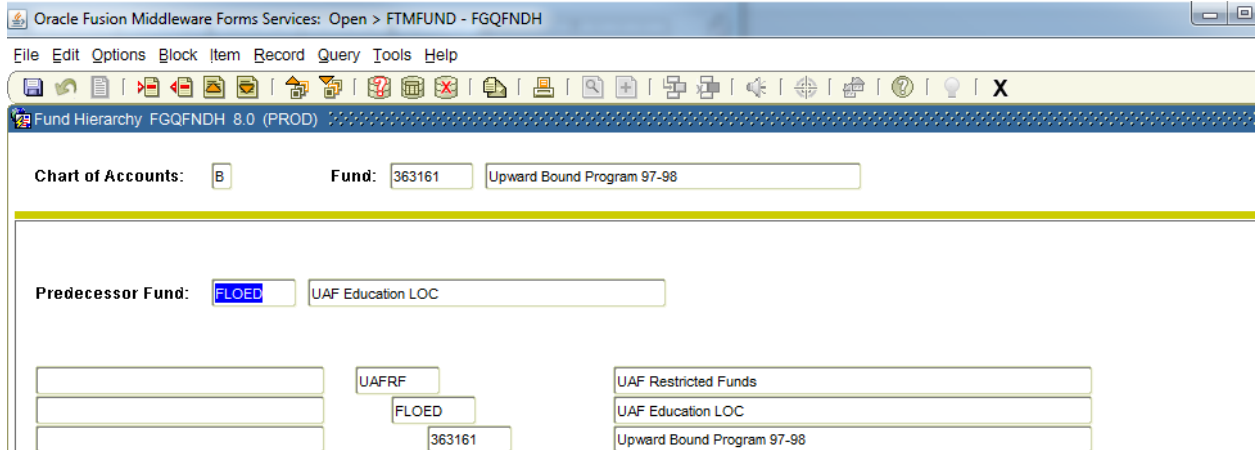 Oracle Fusion Middleware Forms Services: Open > FTMFUND - FGQFNDH
File Edit Options Block Item Record Query Tools Help
X
Fund Hierarchy FGQFNDH 8.0 (PROD)
Chart of Accounts: B Fund: 363161 Upward Bound Program 97-98
Predecessor Fund: FLOED UAF Education LOC
UAFRF UAF Restricted Funds
FLOED UAF Education LOC
363161 Upward Bound Program 97-98